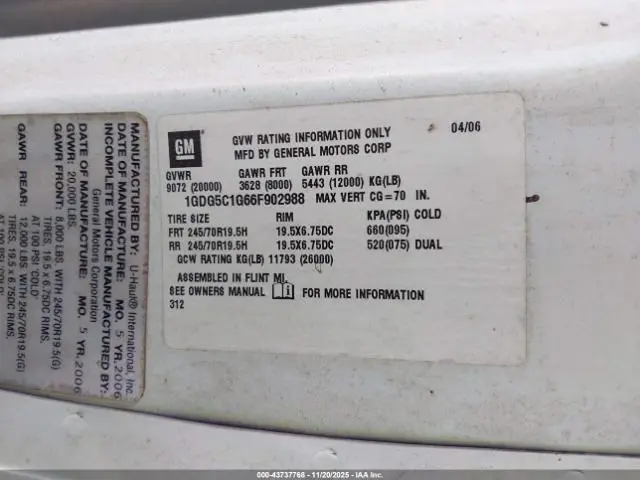 GM
GVW RATING INFORMATION ONLY
MFD BY GENERAL MOTORS CORP
04/06
GVWR GAWR FRT GAWR RR
9072 (20000) 3628 (8000) 5443 (12000) KG(LB)
1GDG5C1G66F902988 MAX VERT CG=70 IN.
TIRE SIZE RIM KPA(PSI) COLD
FRT 245/70R19.5H 19.5X6.75DC 660(095)
RR 245/70R19.5H 19.5X6.75DC 520(075) DUAL
GCW RATING KG(LB) 11793 (26000)
ASSEMBLED IN FLINT MI.
SEE OWNERS MANUAL i FOR MORE INFORMATION
312
MANUFACTURED BY: U-Haul® International, Inc.
DATE OF MANUFACTURE: MO. 5 YR. 2006
INCOMPLETE VEHICLE MANUFACTURED BY:
General Motors Corporation
DATE OF MANUFACTURE: MO. 5 YR. 2006
GVWR: 20,000 LBS.
GAWR FRONT: 8,000 LBS. WITH 245/70R19.5(G)
TIRES, 19.5 x 6.75DC RIMS,
AT 100 PSI 'COLD'
GAWR REAR: 12,000 LBS. WITH 245/70R19.5(G)
TIRES, 19.5 x 6.75DC RIMS,
AT 100 PSI 'COLD'
000-43737768 - 11/20/2025 - IAAI.COM